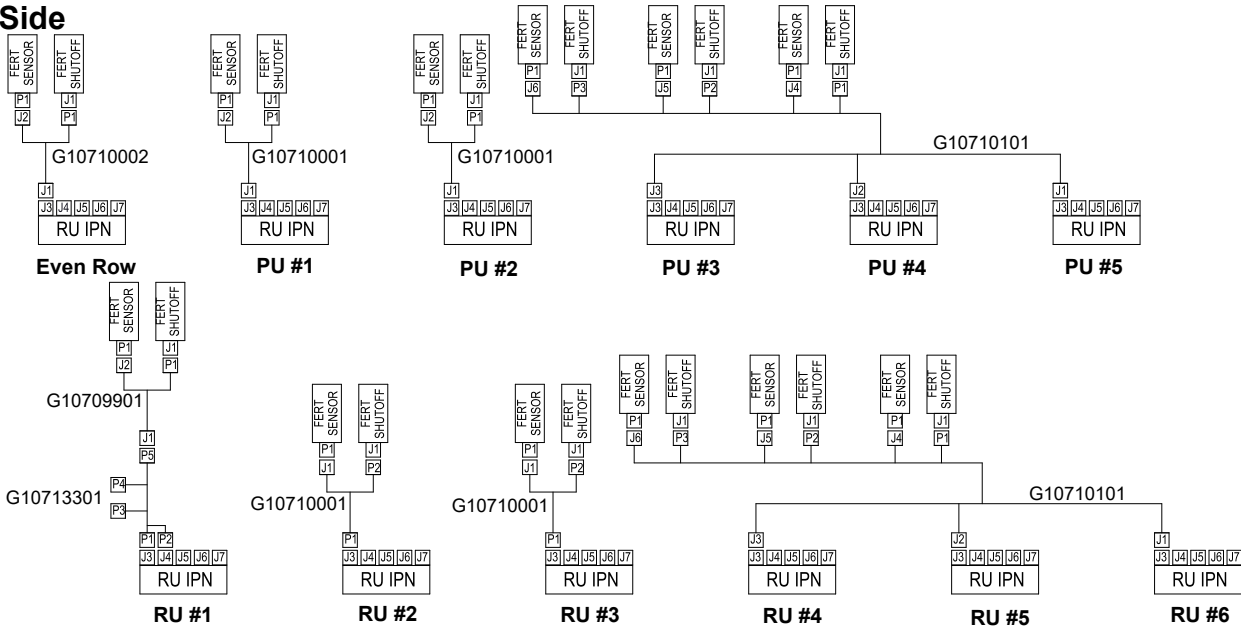 Side
FERT SENSOR
FERT SHUTOFF
P1 J1
J2 P1
G10710002
J1
J3 J4 J5 J6 J7
RU IPN
Even Row
FERT SENSOR
FERT SHUTOFF
P1 J1
J2 P1
G10710001
J1
J3 J4 J5 J6 J7
RU IPN
PU #1
FERT SENSOR
FERT SHUTOFF
P1 J1
J2 P1
G10710001
J1
J3 J4 J5 J6 J7
RU IPN
PU #2
FERT SENSOR
FERT SHUTOFF
FERT SENSOR
FERT SHUTOFF
FERT SENSOR
FERT SHUTOFF
P1 J1 P1 J1 P1 J1
J6 P3 J5 P2 J4 P1
G10710101
J3 J2 J1
J3 J4 J5 J6 J7
RU IPN
PU #3
J3 J4 J5 J6 J7
RU IPN
PU #4
J3 J4 J5 J6 J7
RU IPN
PU #5
FERT SENSOR
FERT SHUTOFF
P1 J1
J2 P1
G10709901
J1
P5
P4
G10713301
P3
P1 P2
J3 J4 J5 J6 J7
RU IPN
RU #1
FERT SENSOR
FERT SHUTOFF
P1 J1
J1 P2
G10710001
P1
J3 J4 J5 J6 J7
RU IPN
RU #2
FERT SENSOR
FERT SHUTOFF
P1 J1
J1 P2
G10710001
P1
J3 J4 J5 J6 J7
RU IPN
RU #3
FERT SENSOR
FERT SHUTOFF
FERT SENSOR
FERT SHUTOFF
FERT SENSOR
FERT SHUTOFF
P1 J1 P1 J1 P1 J1
J6 P3 J5 P2 J4 P1
G10710101
J3 J2 J1
J3 J4 J5 J6 J7
RU IPN
RU #4
J3 J4 J5 J6 J7
RU IPN
RU #5
J3 J4 J5 J6 J7
RU IPN
RU #6